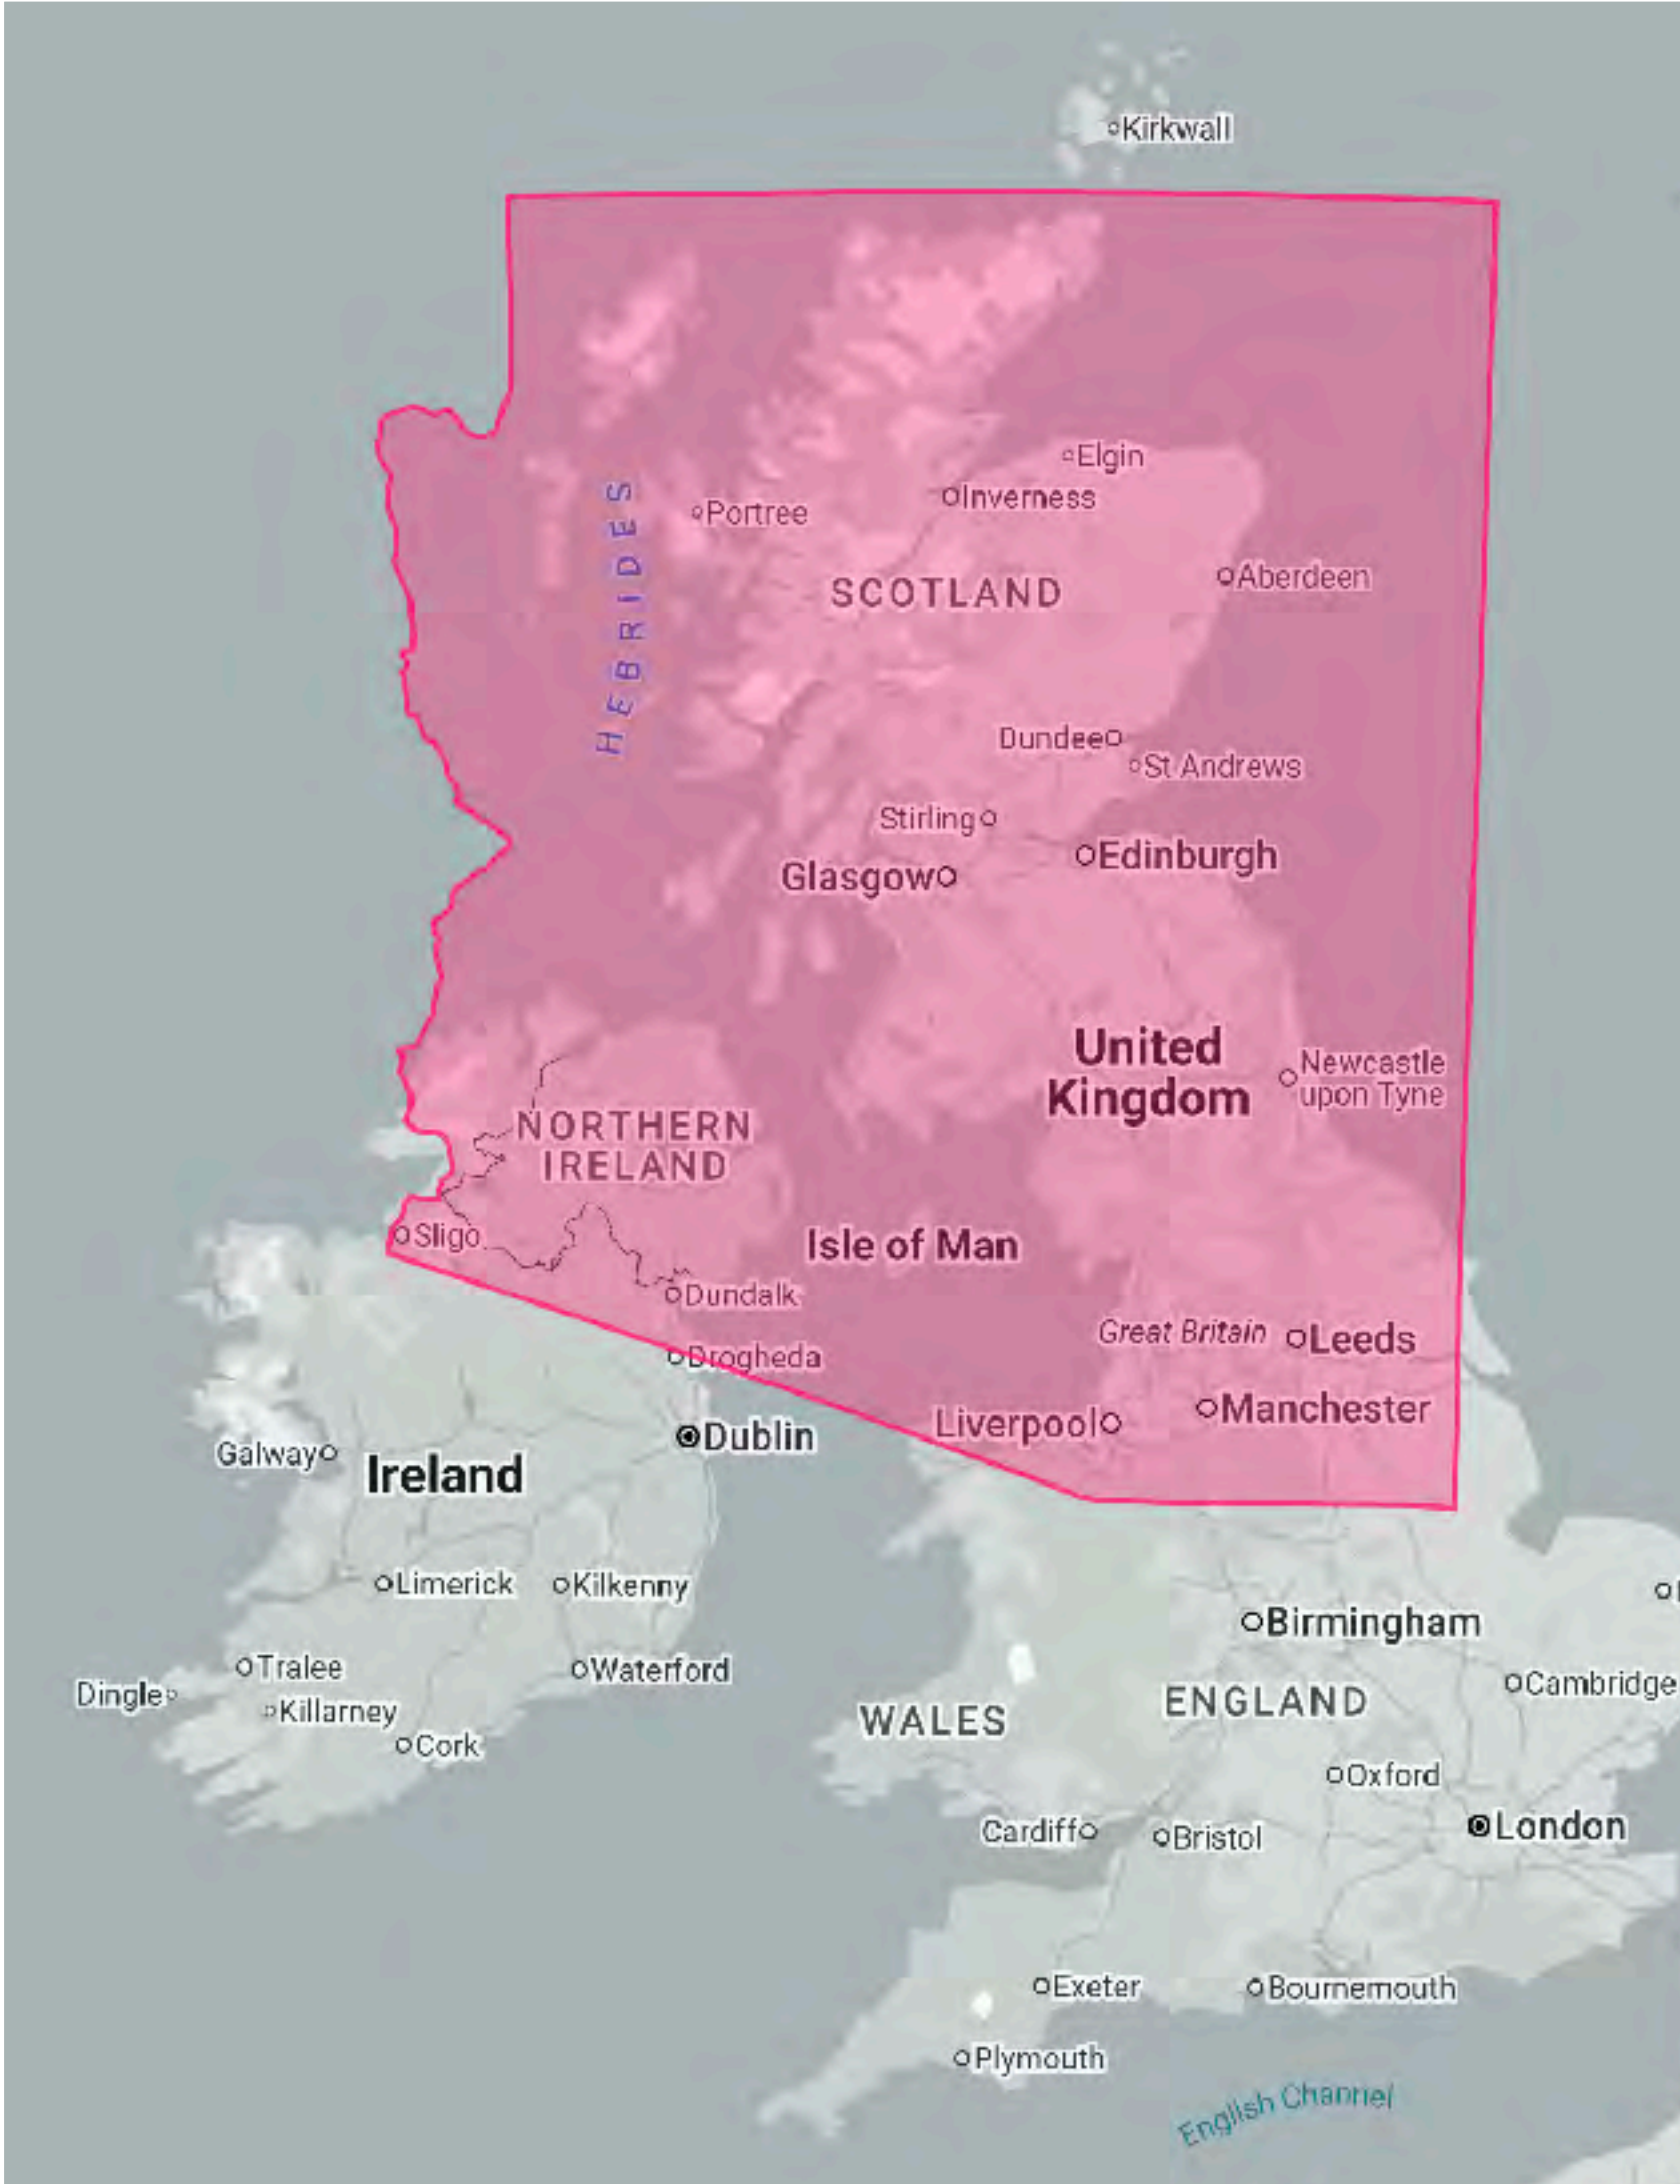 Kirkwall
Elgin
Inverness
Portree
HEBRIDES
SCOTLAND
Aberdeen
Dundee
St Andrews
Stirling
Edinburgh
Glasgow
United
Kingdom
Newcastle
upon Tyne
NORTHERN
IRELAND
Sligo
Isle of Man
Dundalk
Great Britain
Leeds
Drogheda
Manchester
Liverpool
Dublin
Galway
Ireland
Limerick
Kilkenny
Birmingham
Tralee
Waterford
Cambridge
Dingle
Killarney
ENGLAND
WALES
Cork
Oxford
London
Cardiff
Bristol
Exeter
Bournemouth
Plymouth
English Channel